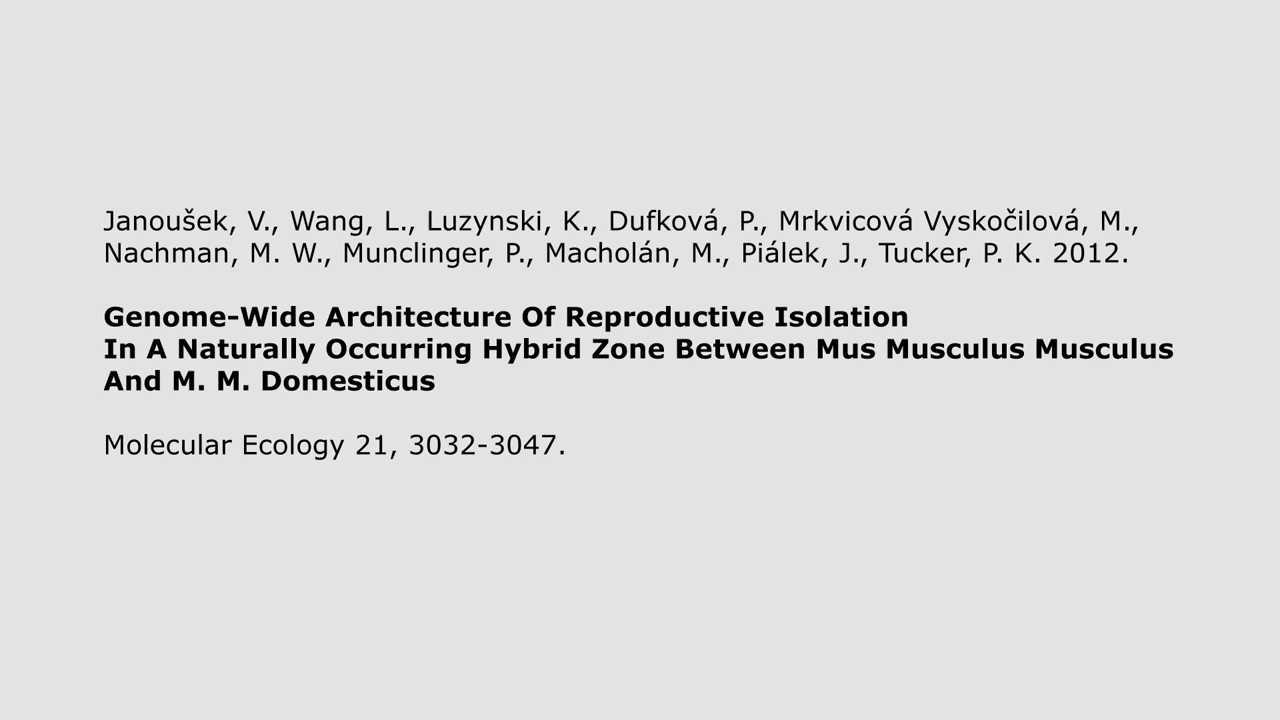 Janoušek, V., Wang, L., Luzynski, K., Dufková, P., Mrkvicová Vyskočilová, M.,
Nachman, M. W., Munclinger, P., Macholán, M., Piálek, J., Tucker, P. K. 2012.
Genome-Wide Architecture Of Reproductive Isolation
In A Naturally Occurring Hybrid Zone Between Mus Musculus Musculus
And M. M. Domesticus
Molecular Ecology 21, 3032-3047.